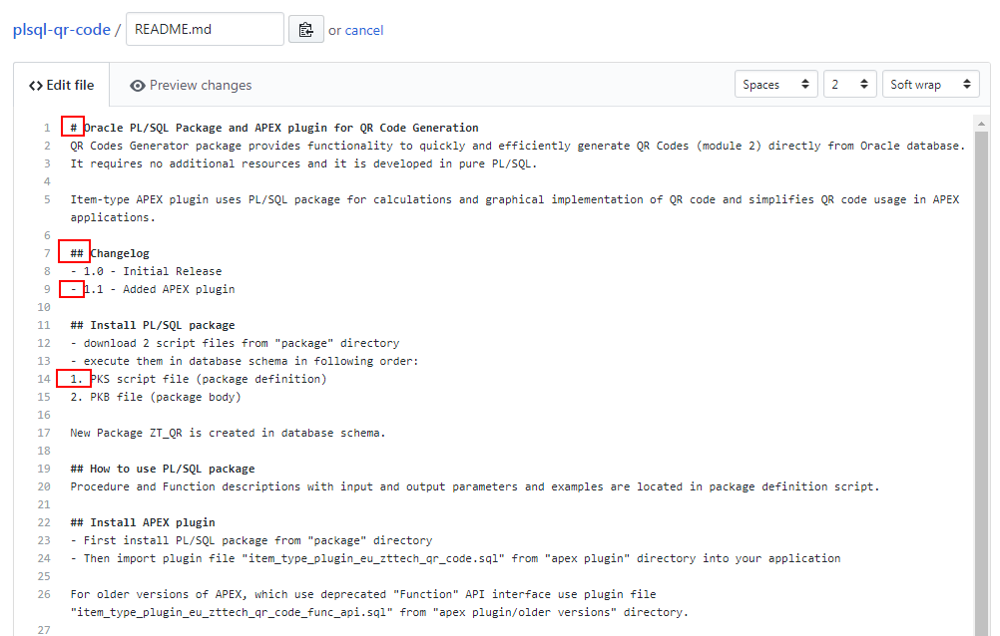 plsql-qr-code / README.md or cancel
Edit file Preview changes Spaces 2 Soft wrap
1 # Oracle PL/SQL Package and APEX plugin for QR Code Generation
2 QR Codes Generator package provides functionality to quickly and efficiently generate QR Codes (module 2) directly from Oracle database.
3 It requires no additional resources and it is developed in pure PL/SQL.
4
5 Item-type APEX plugin uses PL/SQL package for calculations and graphical implementation of QR code and simplifies QR code usage in APEX
applications.
6
7 ## Changelog
8 - 1.0 - Initial Release
9 - 1.1 - Added APEX plugin
10
11 ## Install PL/SQL package
12 - download 2 script files from "package" directory
13 - execute them in database schema in following order:
14 1. PKS script file (package definition)
15 2. PKB file (package body)
16
17 New Package ZT_QR is created in database schema.
18
19 ## How to use PL/SQL package
20 Procedure and Function descriptions with input and output parameters and examples are located in package definition script.
21
22 ## Install APEX plugin
23 - First install PL/SQL package from "package" directory
24 - Then import plugin file "item_type_plugin_eu_zttech_qr_code.sql" from "apex plugin" directory into your application
25
26 For older versions of APEX, which use deprecated "Function" API interface use plugin file
"item_type_plugin_eu_zttech_qr_code_func_api.sql" from "apex plugin/older versions" directory.
27